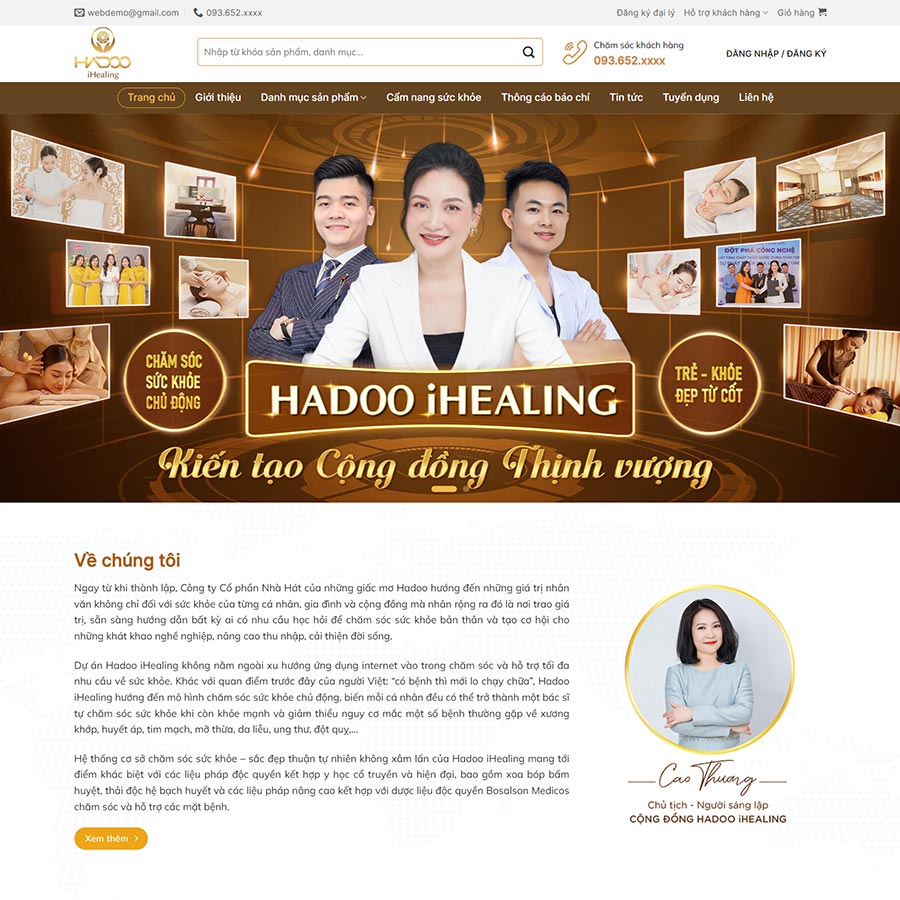 webdemo@gmail.com
093.652.xxxx
Đăng ký đại lý
Hỗ trợ khách hàng
Giỏ hàng
HADOO
iHealing
Nhập từ khóa sản phẩm, danh mục...
Chăm sóc khách hàng
093.652.xxxx
ĐĂNG NHẬP / ĐĂNG KÝ
Trang chủ
Giới thiệu
Danh mục sản phẩm
Cẩm nang sức khỏe
Thông cáo báo chí
Tin tức
Tuyển dụng
Liên hệ
ĐỘT PHÁ CÔNG NGHỆ
CHĂM SÓC
SỨC KHỎE
CHỦ ĐỘNG
HADOO iHEALING
TRẺ - KHỎE
ĐẸP TỪ CỐT
Kiến tạo Cộng đồng Thịnh vượng
Về chúng tôi
Ngay từ khi thành lập, Công ty Cổ phần Nhà Hát của những giấc mơ Hadoo hướng đến những giá trị nhân
văn không chỉ đối với sức khỏe của từng cá nhân, gia đình và cộng đồng mà nhân rộng ra đó là nơi trao giá
trị, sẵn sàng hướng dẫn bất kỳ ai có nhu cầu học hỏi để chăm sóc sức khỏe bản thân và tạo cơ hội cho
những khát khao nghề nghiệp, nâng cao thu nhập, cải thiện đời sống.
Dự án Hadoo iHealing không nằm ngoài xu hướng ứng dụng internet vào trong chăm sóc và hỗ trợ tối đa
nhu cầu về sức khỏe. Khác với quan điểm trước đây của người Việt: “có bệnh thì mới lo chạy chữa”, Hadoo
iHealing hướng đến mô hình chăm sóc sức khỏe chủ động, biến mỗi cá nhân đều có thể trở thành một bác sĩ
tự chăm sóc sức khỏe khi còn khỏe mạnh và giảm thiểu nguy cơ mắc một số bệnh thường gặp về xương
khớp, huyết áp, tim mạch, mỡ thừa, da liễu, ung thư, đột quỵ,...
Hệ thống cơ sở chăm sóc sức khỏe – sắc đẹp thuận tự nhiên không xâm lấn của Hadoo iHealing mang tới
điểm khác biệt với các liệu pháp độc quyền kết hợp y học cổ truyền và hiện đại, bao gồm xoa bóp bấm
huyệt, thải độc hệ bạch huyết và các liệu pháp nâng cao kết hợp với dược liệu độc quyền Bosalson Medicos
chăm sóc và hỗ trợ các mặt bệnh.
Xem thêm
Cao Thương
Chủ tịch - Người sáng lập
CỘNG ĐỒNG HADOO iHEALING